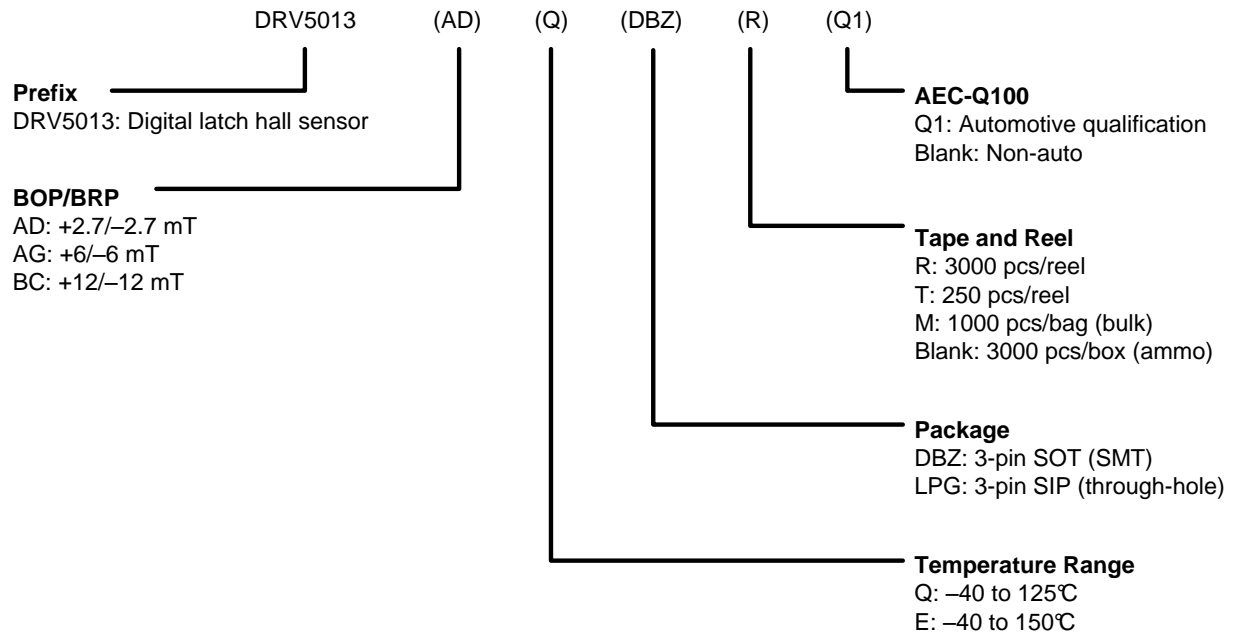 DRV5013 (AD) (Q) (DBZ) (R) (Q1)
Prefix
DRV5013: Digital latch hall sensor
BOP/BRP
AD: +2.7/–2.7 mT
AG: +6/–6 mT
BC: +12/–12 mT
AEC-Q100
Q1: Automotive qualification
Blank: Non-auto
Tape and Reel
R: 3000 pcs/reel
T: 250 pcs/reel
M: 1000 pcs/bag (bulk)
Blank: 3000 pcs/box (ammo)
Package
DBZ: 3-pin SOT (SMT)
LPG: 3-pin SIP (through-hole)
Temperature Range
Q: –40 to 125℃
E: –40 to 150℃